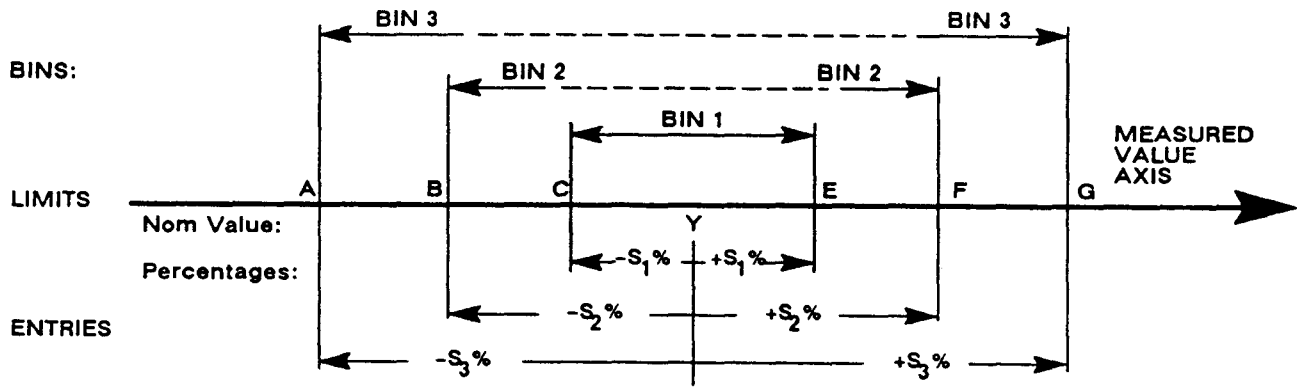 BIN 3 BIN 3
BINS:
BIN 2 BIN 2
BIN 1
MEASURED
VALUE
AXIS
LIMITS A B C E F G
Nom Value: Y
Percentages: -S₁% +S₁%
-S₂% +S₂%
ENTRIES
-S₃% +S₃%